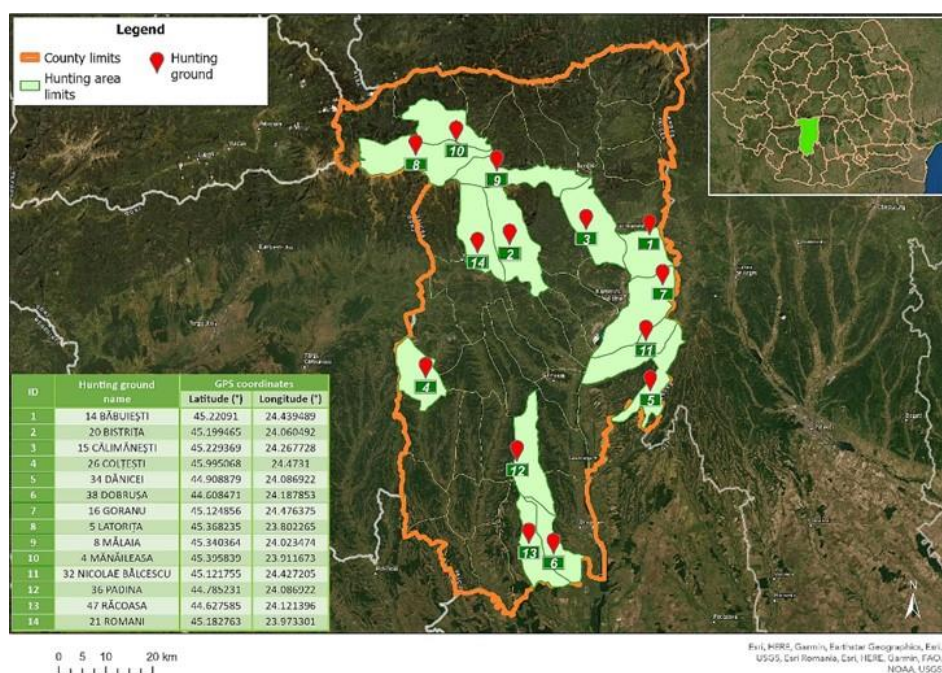 Legend
County limits
Hunting area limits
Hunting ground
8
10
9
3
1
14
2
7
11
4
5
12
13
6
ID Hunting ground name GPS coordinates
Latitude (°) Longitude (°)
1 14 BĂBUIEȘTI 45.22091 24.439489
2 20 BISTRIȚA 45.199465 24.060492
3 15 CĂLIMĂNEȘTI 45.229369 24.267728
4 26 COLȚEȘTI 45.995068 24.4731
5 34 DĂNICEI 44.908879 24.086922
6 38 DOBRUȘA 44.608471 24.187853
7 16 GORANU 45.124856 24.476375
8 5 LATORIȚA 45.368235 23.802265
9 8 MĂLAIA 45.340364 24.023474
10 4 MĂNĂILEASA 45.395839 23.911673
11 32 NICOLAE BĂLCESCU 45.121755 24.427205
12 36 PADINA 44.785231 24.086922
13 47 RĂCOASA 44.627585 24.121396
14 21 ROMANI 45.182763 23.973301
N
0 5 10 20 km
Esri, HERE, Garmin, Earthstar Geographics, Esri,
USGS, Esri Romania, Esri, HERE, Garmin, FAO,
NOAA, USGS